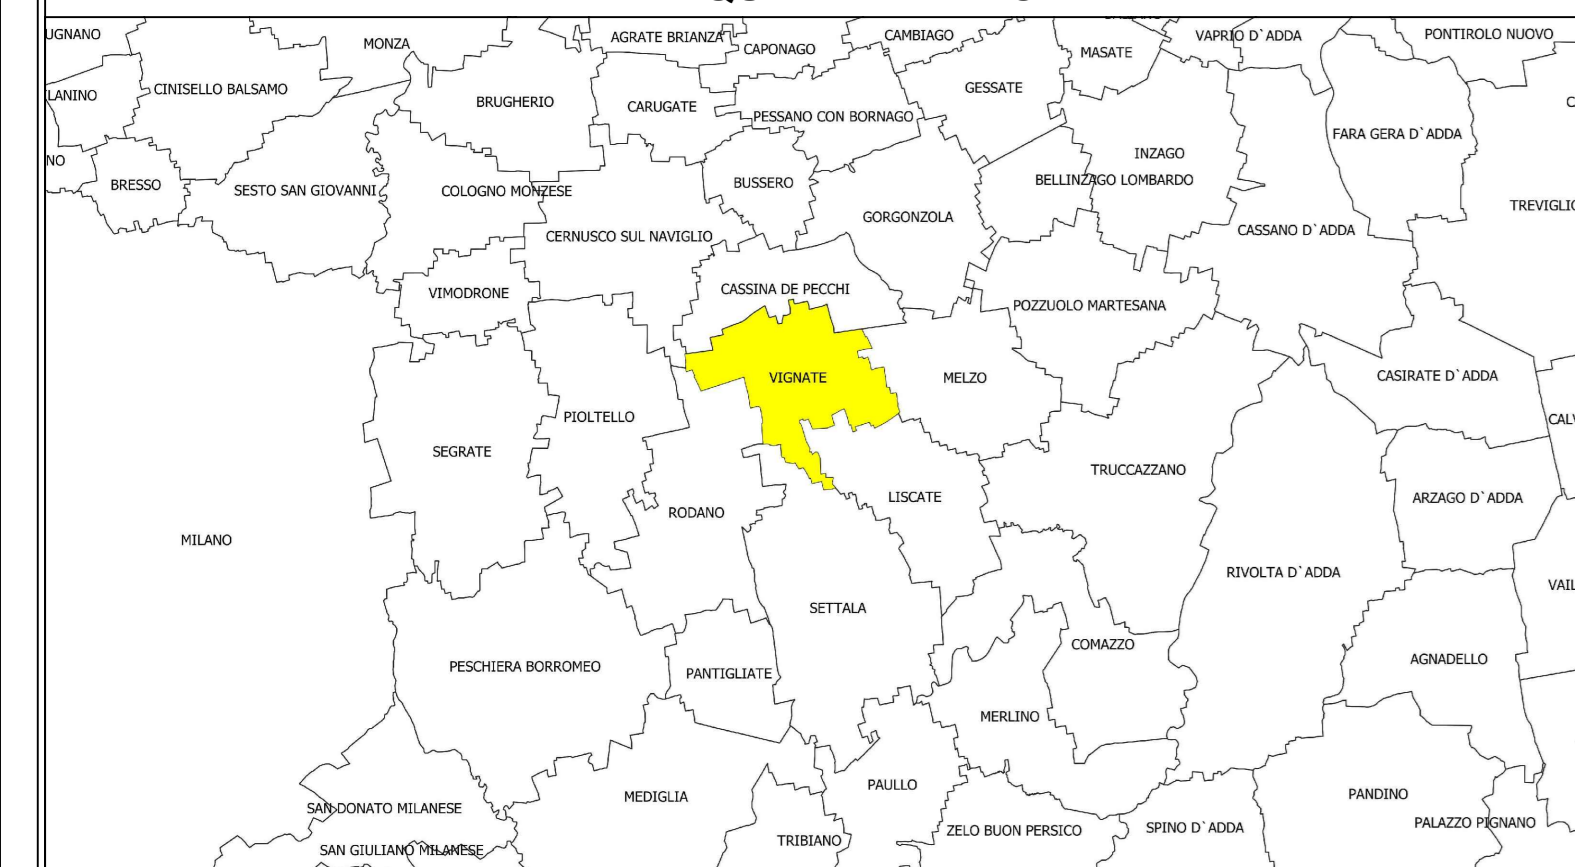 UGNANO
MONZA
AGRATE BRIANZA
CAPONAGO
CAMBIAGO
MASATE
VAPRIO D`ADDA
PONTIROLO NUOVO
LANINO
CINISELLO BALSAMO
BRUGHERIO
CARUGATE
PESSANO CON BORNAGO
GESSATE
FARA GERA D`ADDA
NO
BRESSO
SESTO SAN GIOVANNI
COLOGNO MONZESE
BUSSERO
GORGONZOLA
INZAGO
BELLINZAGO LOMBARDO
TREVIGLIO
CERNUSCO SUL NAVIGLIO
CASSANO D`ADDA
VIMODRONE
CASSINA DE PECCHI
POZZUOLO MARTESANA
VIGNATE
MELZO
CASIRATE D`ADDA
PIOLTELLO
CALV
SEGRATE
TRUCCAZZANO
RODANO
LISCATE
ARZAGO D`ADDA
MILANO
RIVOLTA D`ADDA
VAIL
SETTALA
COMAZZO
AGNADELLO
PESCHIERA BORROMEO
PANTIGLIATE
MERLINO
SAN DONATO MILANESE
MEDIGLIA
PAULLO
PANDINO
SAN GIULIANO MILANESE
TRIBIANO
ZELO BUON PERSICO
SPINO D`ADDA
PALAZZO PIGNANO